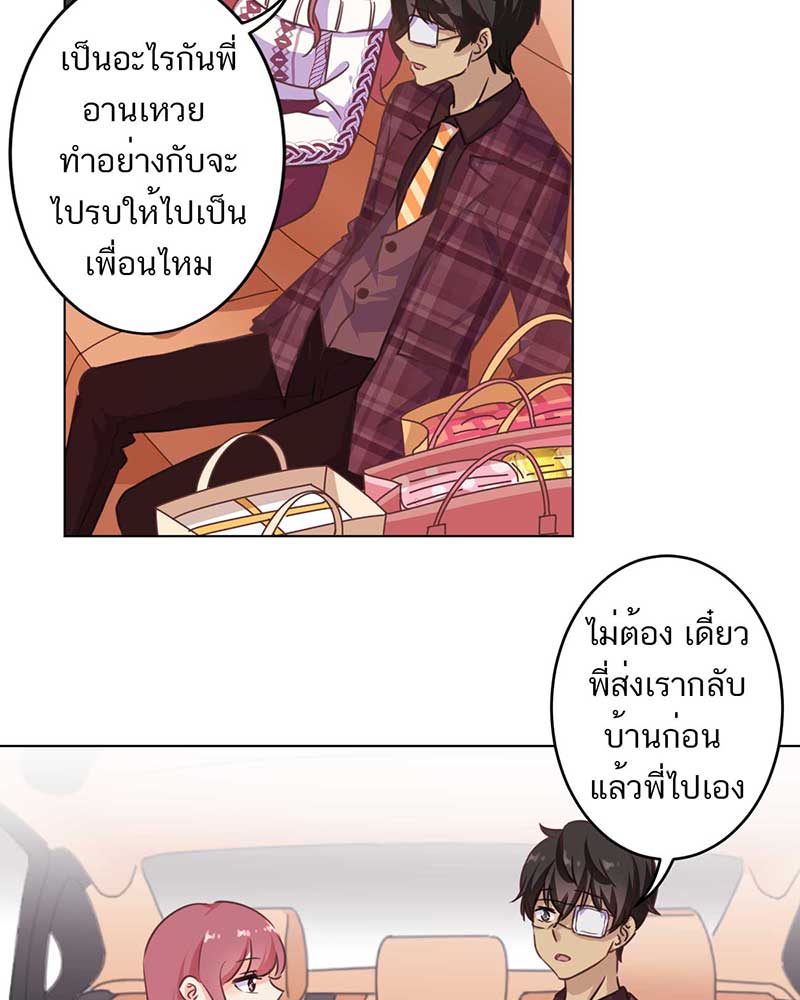 เป็นอะไรกันพี่
อานเหวย
ทำอย่างกับจะ
ไปรบให้ไปเป็น
เพื่อนไหม
ไม่ต้อง เดี๋ยว
พี่ส่งเรากลับ
บ้านก่อน
แล้วพี่ไปเอง